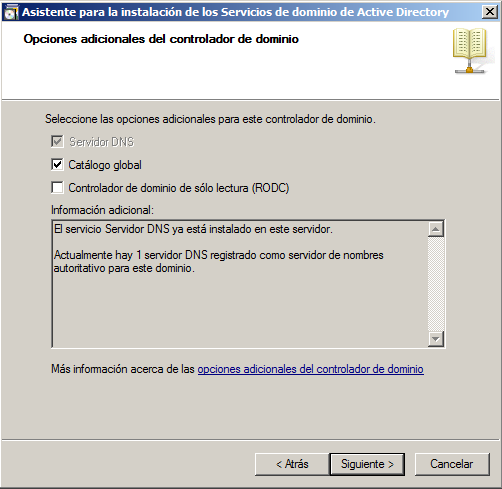 Asistente para la instalación de los Servicios de dominio de Active Directory
Opciones adicionales del controlador de dominio
Seleccione las opciones adicionales para este controlador de dominio.
Servidor DNS
Catálogo global
Controlador de dominio de sólo lectura (RODC)
Información adicional:
El servicio Servidor DNS ya está instalado en este servidor.
Actualmente hay 1 servidor DNS registrado como servidor de nombres
autoritativo para este dominio.
Más información acerca de las opciones adicionales del controlador de dominio
< Atrás
Siguiente >
Cancelar